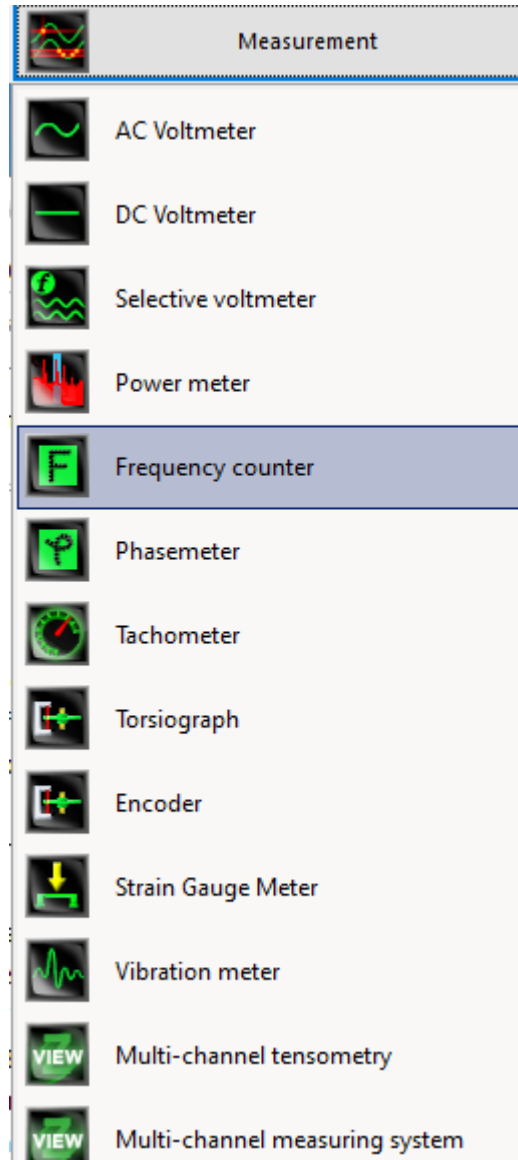 Measurement
AC Voltmeter
DC Voltmeter
Selective voltmeter
Power meter
Frequency counter
Phasemeter
Tachometer
Torsiograph
Encoder
Strain Gauge Meter
Vibration meter
VIEW Multi-channel tensometry
VIEW Multi-channel measuring system